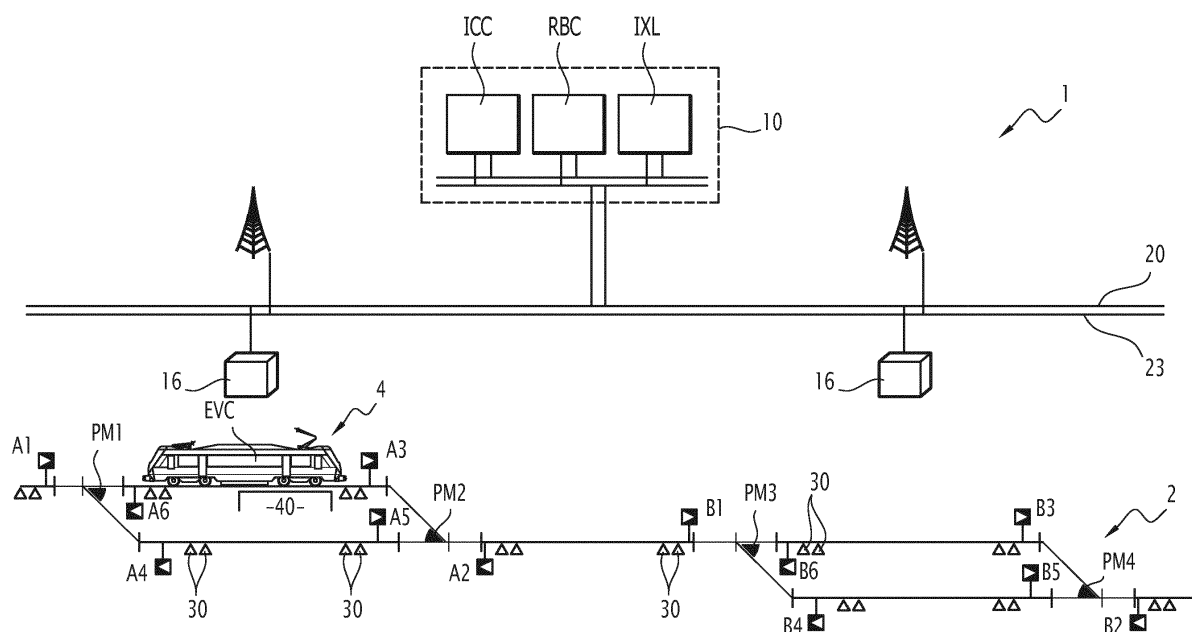 ICC RBC IXL
1
10
20
16 16 23
EVC 4
A1 PM1 A3
A6 -40- PM2 B1 PM3 30 B3 2
A5
A4 A2 B6 B5 PM4
30 30 30
B4 B2